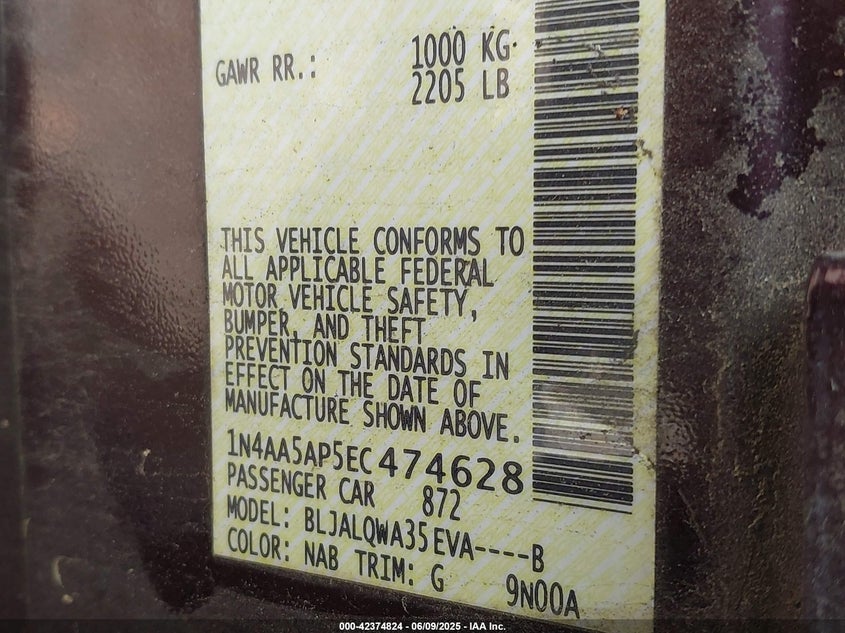 GAWR RR.: 1000 KG
2205 LB
THIS VEHICLE CONFORMS TO
ALL APPLICABLE FEDERAL
MOTOR VEHICLE SAFETY,
BUMPER, AND THEFT
PREVENTION STANDARDS IN
EFFECT ON THE DATE OF
MANUFACTURE SHOWN ABOVE.
1N4AA5AP5EC474628
PASSENGER CAR 872
MODEL: BLJALQWA35EVA----B
COLOR: NAB TRIM: G 9N00A
000-42374824 - 06/09/2025 - IAA Inc.